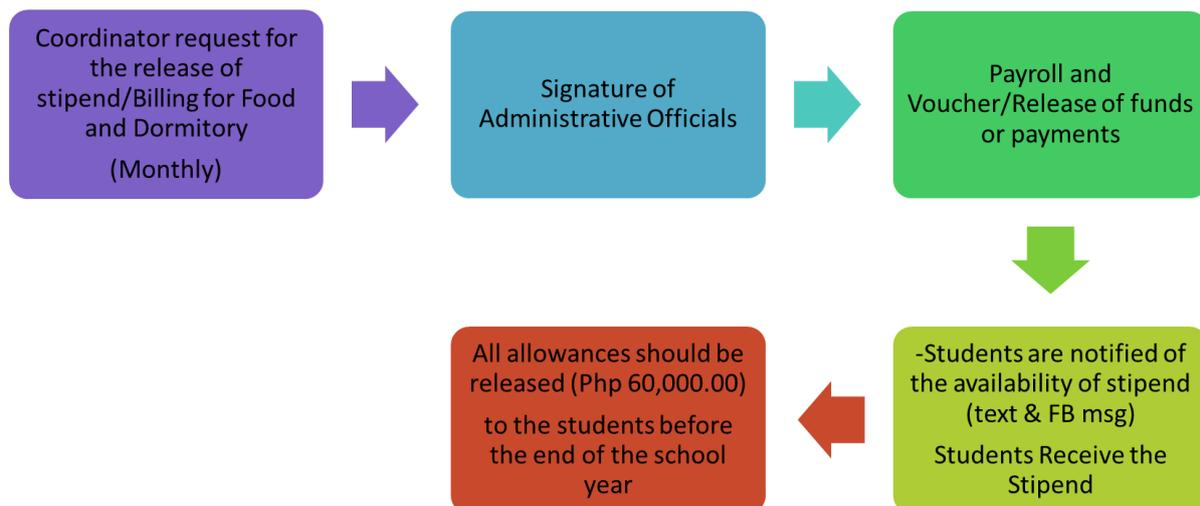 Coordinator request for
the release of
stipend/Billing for Food
and Dormitory
(Monthly)
Signature of
Administrative Officials
Payroll and
Voucher/Release of funds
or payments
-Students are notified of
the availability of stipend
(text & FB msg)
Students Receive the
Stipend
All allowances should be
released (Php 60,000.00)
to the students before
the end of the school
year